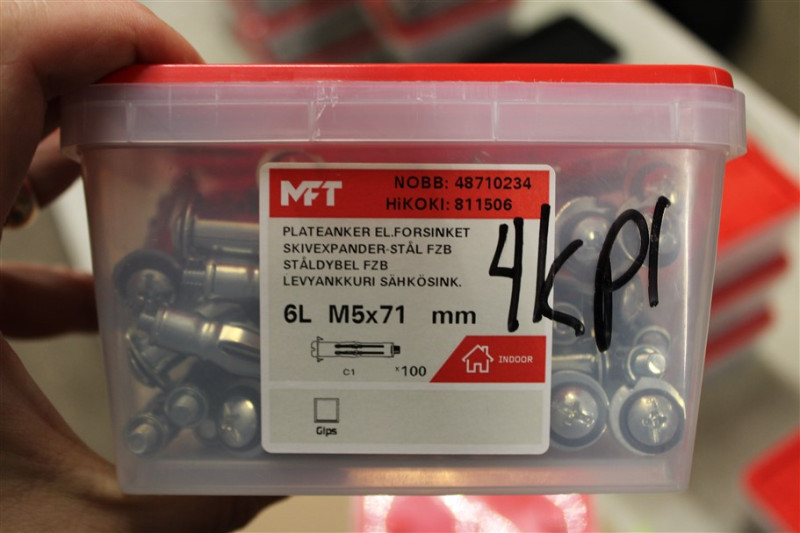 MFT
NOBB: 48710234
HiKOKI: 811506
PLATEANKER EL.FORSINKET
SKIVEXPANDER-STÅL FZB
STÅLDYBEL FZB
LEVYANKKURI SÄHKÖSINK.
4kpl
6L M5x71 mm
C1 x100
INDOOR
Gips